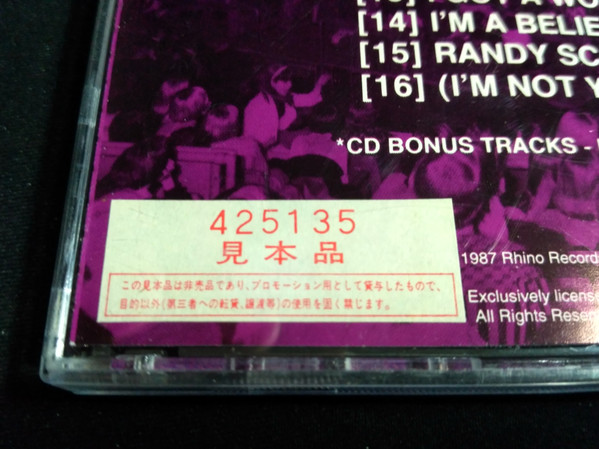 [14] I'M A BELIE
[15] RANDY SC
[16] (I'M NOT Y
*CD BONUS TRACKS -
425135
見本品
この見本品は非売品であり、プロモーション用として貸与したもので、
目的以外(第三者への転貸、譲渡等)の使用を固く禁じます。
1987 Rhino Record
Exclusively license
All Rights Reser